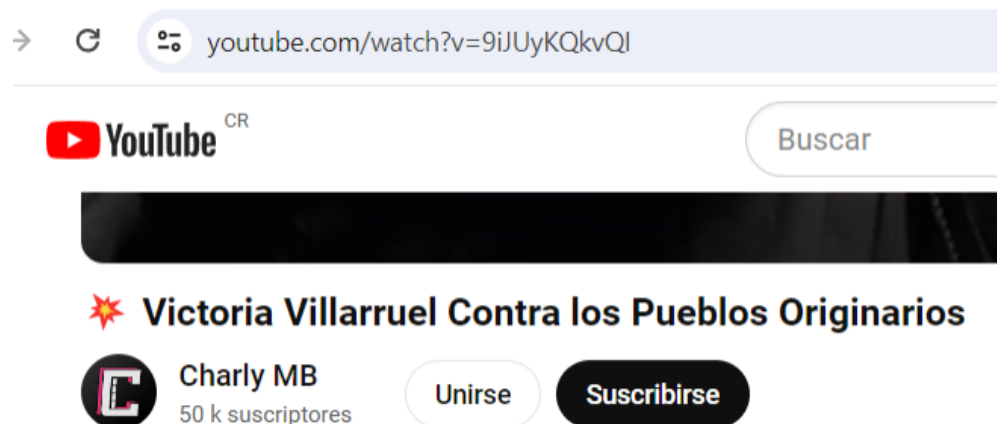 youtube.com/watch?v=9iJUyKQkvQI
YouTube CR
Buscar
💥 Victoria Villarruel Contra los Pueblos Originarios
Charly MB
50 k suscriptores
Unirse
Suscribirse